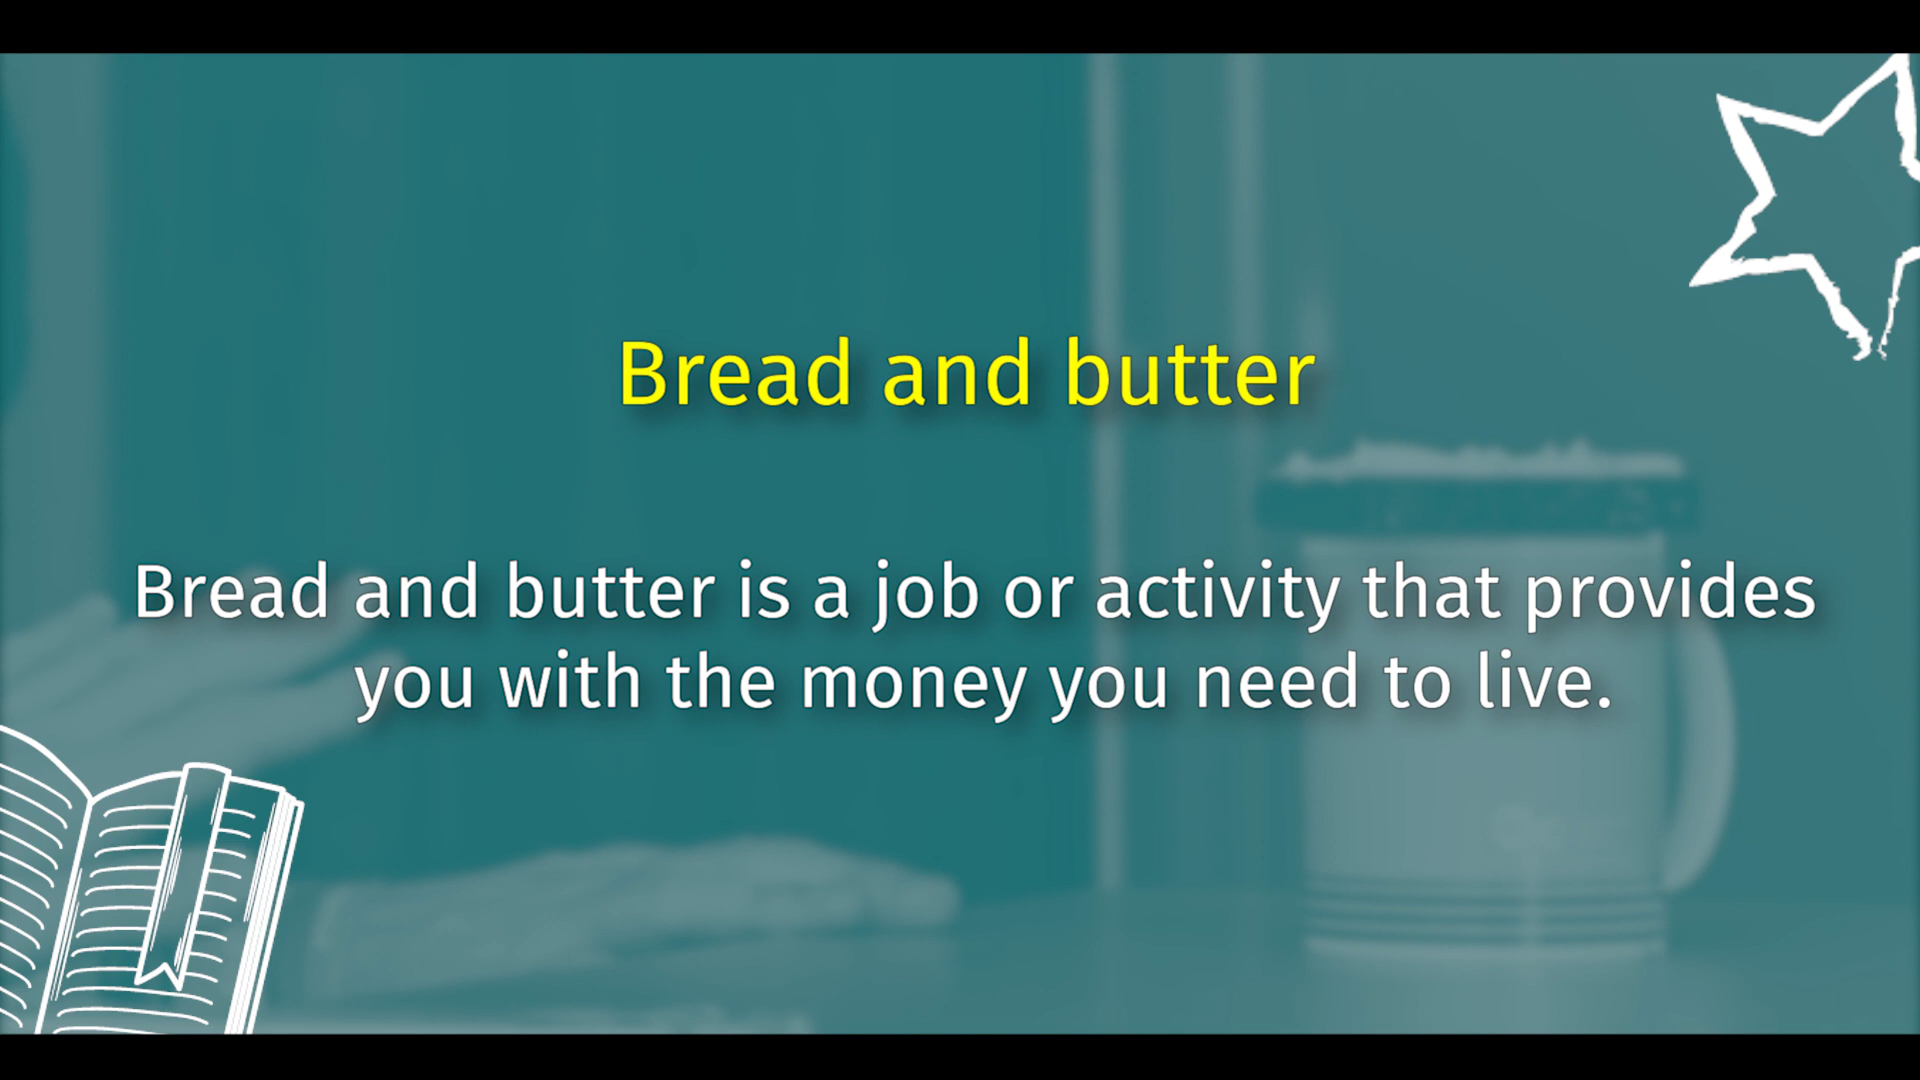 Bread and butter
Bread and butter is a job or activity that provides
you with the money you need to live.